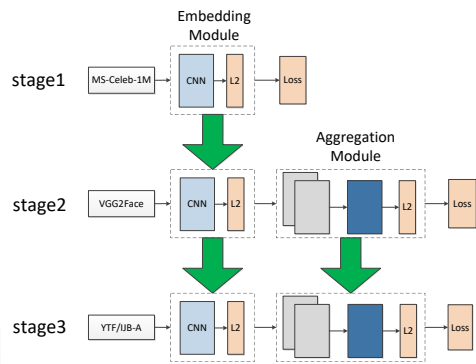 Embedding
Module
stage1
MS-Celeb-1M
CNN
L2
Loss
Aggregation
Module
stage2
VGG2Face
CNN
L2
L2
Loss
stage3
YTF/IJB-A
CNN
L2
L2
Loss